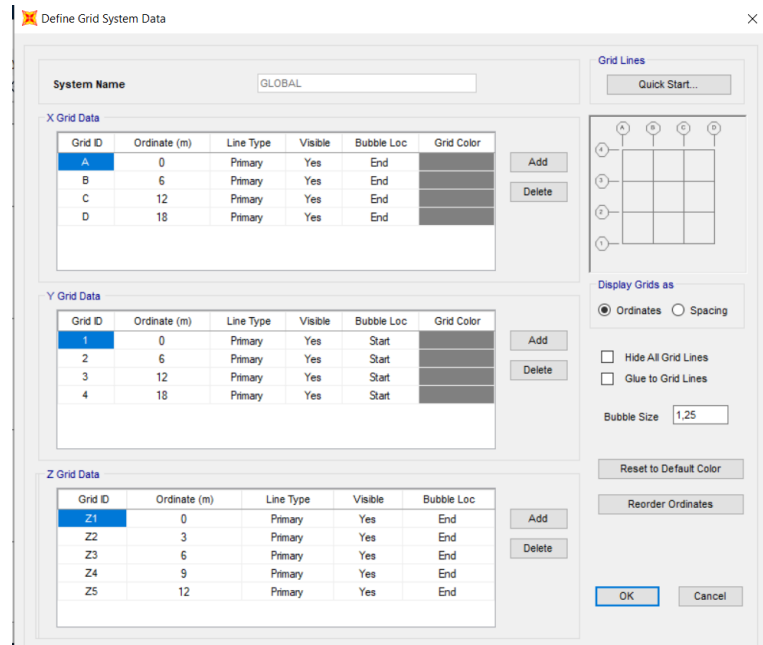 Define Grid System Data
System Name GLOBAL
Grid Lines
Quick Start...
X Grid Data
Grid ID Ordinate (m) Line Type Visible Bubble Loc Grid Color
A 0 Primary Yes End
B 6 Primary Yes End
C 12 Primary Yes End
D 18 Primary Yes End
Add
Delete
A B C D
4
3
2
1
Y Grid Data
Grid ID Ordinate (m) Line Type Visible Bubble Loc Grid Color
1 0 Primary Yes Start
2 6 Primary Yes Start
3 12 Primary Yes Start
4 18 Primary Yes Start
Add
Delete
Display Grids as
Ordinates Spacing
Hide All Grid Lines
Glue to Grid Lines
Bubble Size 1,25
Z Grid Data
Grid ID Ordinate (m) Line Type Visible Bubble Loc
Z1 0 Primary Yes End
Z2 3 Primary Yes End
Z3 6 Primary Yes End
Z4 9 Primary Yes End
Z5 12 Primary Yes End
Add
Delete
Reset to Default Color
Reorder Ordinates
OK Cancel